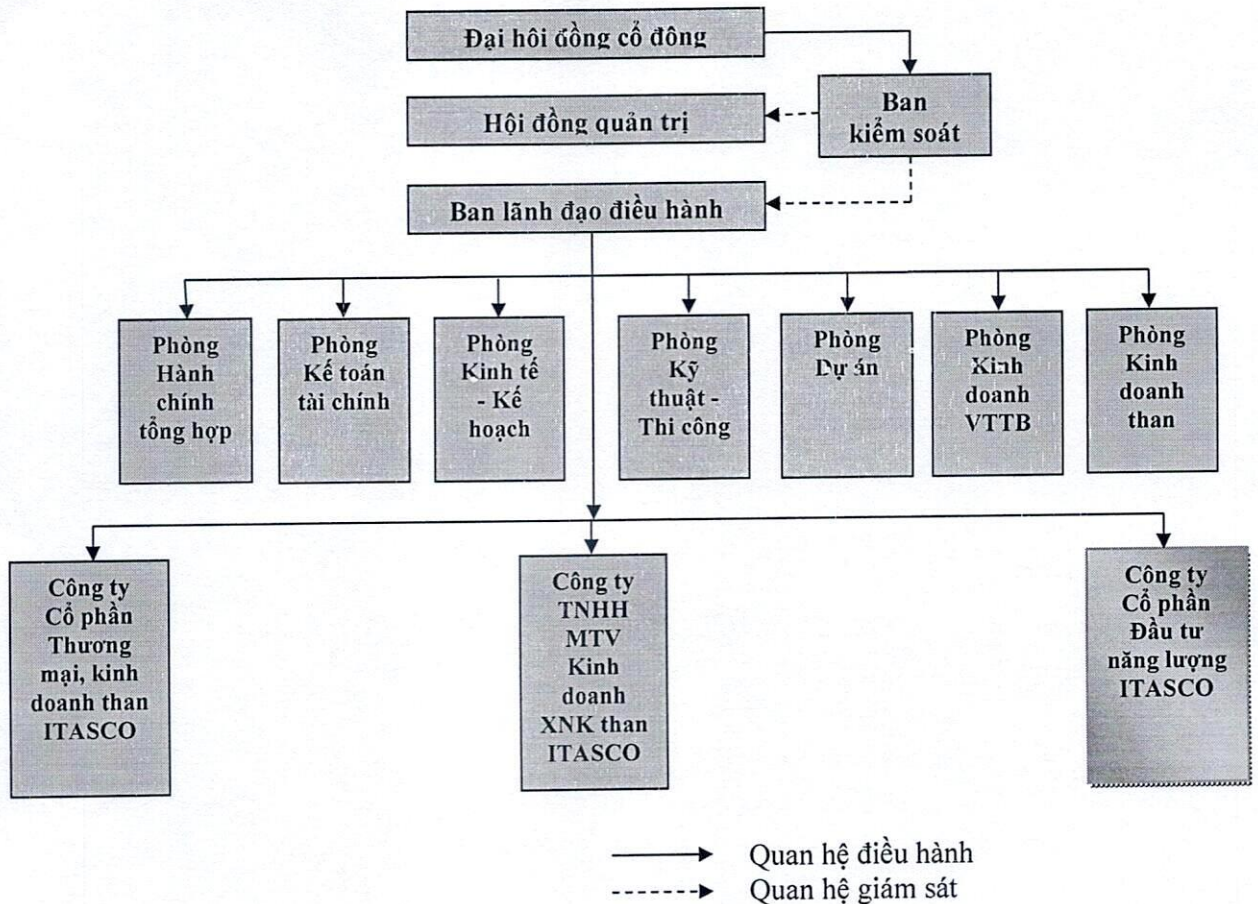 Đại hôi đồng cổ đông
Ban
kiểm soát
Hội đồng quản trị
Ban lãnh đạo điều hành
Phòng
Hành
chính
tổng hợp
Phòng
Kế toán
tài chính
Phòng
Kinh tế
- Kế
hoạch
Phòng
Kỹ
thuật -
Thi công
Phòng
Dự án
Phòng
Kinh
doanh
VTTB
Phòng
Kinh
doanh
than
Công ty
Cổ phần
Thương
mại, kinh
doanh than
ITASCO
Công ty
TNHH
MTV
Kinh
doanh
XNK than
ITASCO
Công ty
Cổ phần
Đầu tư
năng lượng
ITASCO
Quan hệ điều hành
Quan hệ giám sát